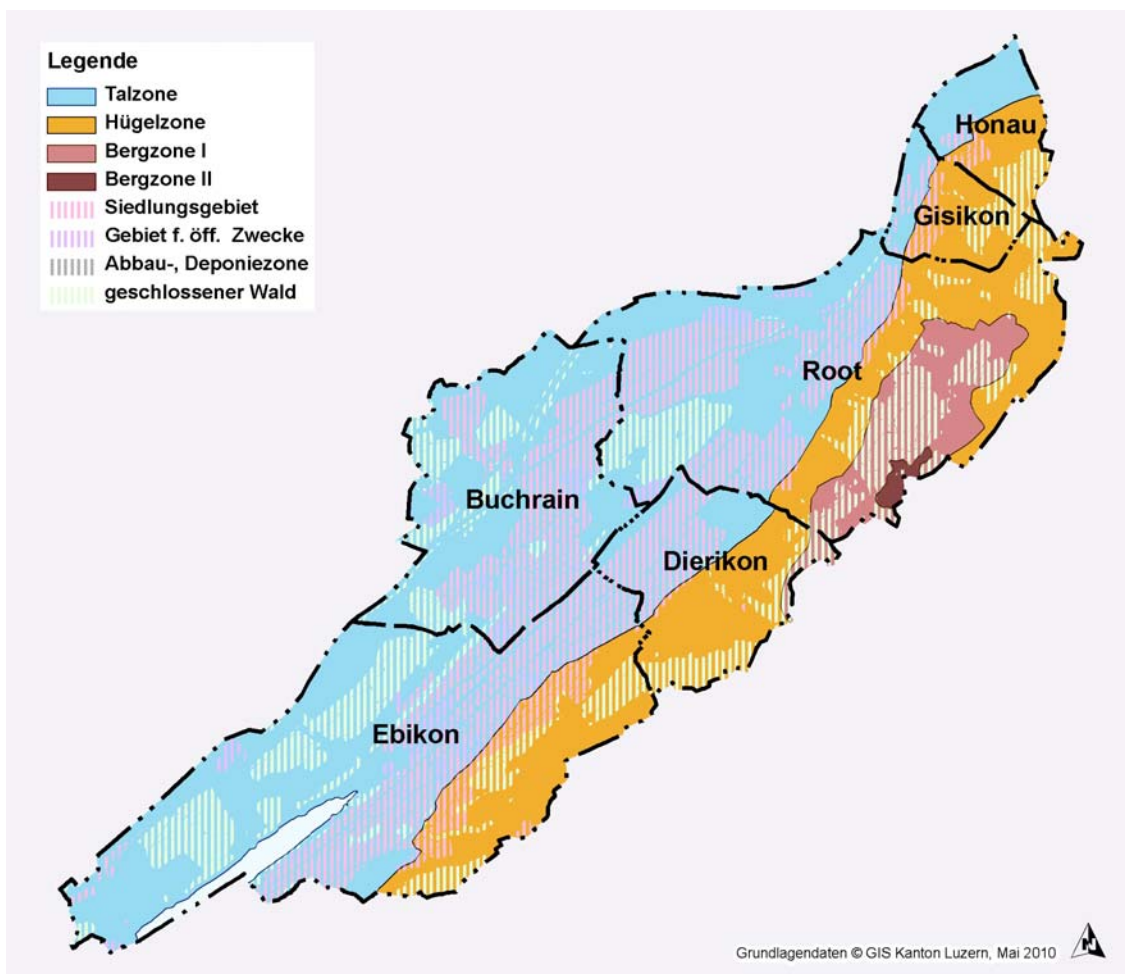 Legende
Talzone
Hügelzone
Bergzone I
Bergzone II
Siedlungsgebiet
Gebiet f. öff. Zwecke
Abbau-, Deponiezone
geschlossener Wald
Honau
Gisikon
Root
Buchrain
Dierikon
Ebikon
Grundlagendaten © GIS Kanton Luzern, Mai 2010
N